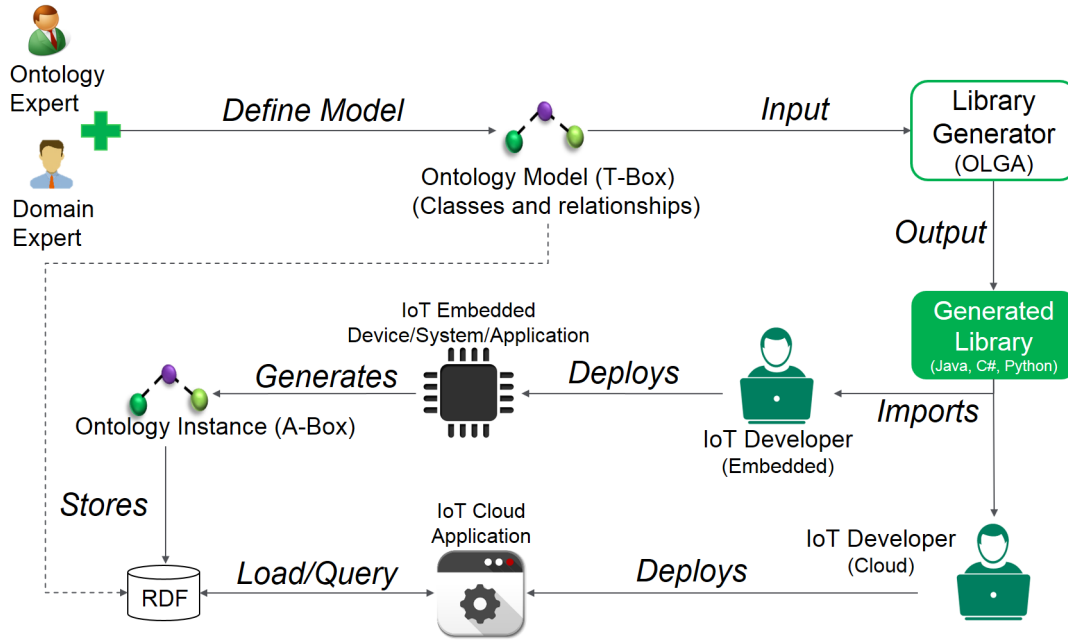 Ontology
Expert
Define Model
Input
Library
Generator
(OLGA)
Domain
Expert
Ontology Model (T-Box)
(Classes and relationships)
Output
IoT Embedded
Device/System/Application
Generated
Library
(Java, C#, Python)
Generates
Deploys
Imports
Ontology Instance (A-Box)
IoT Developer
(Embedded)
Stores
IoT Cloud
Application
IoT Developer
(Cloud)
RDF
Load/Query
Deploys